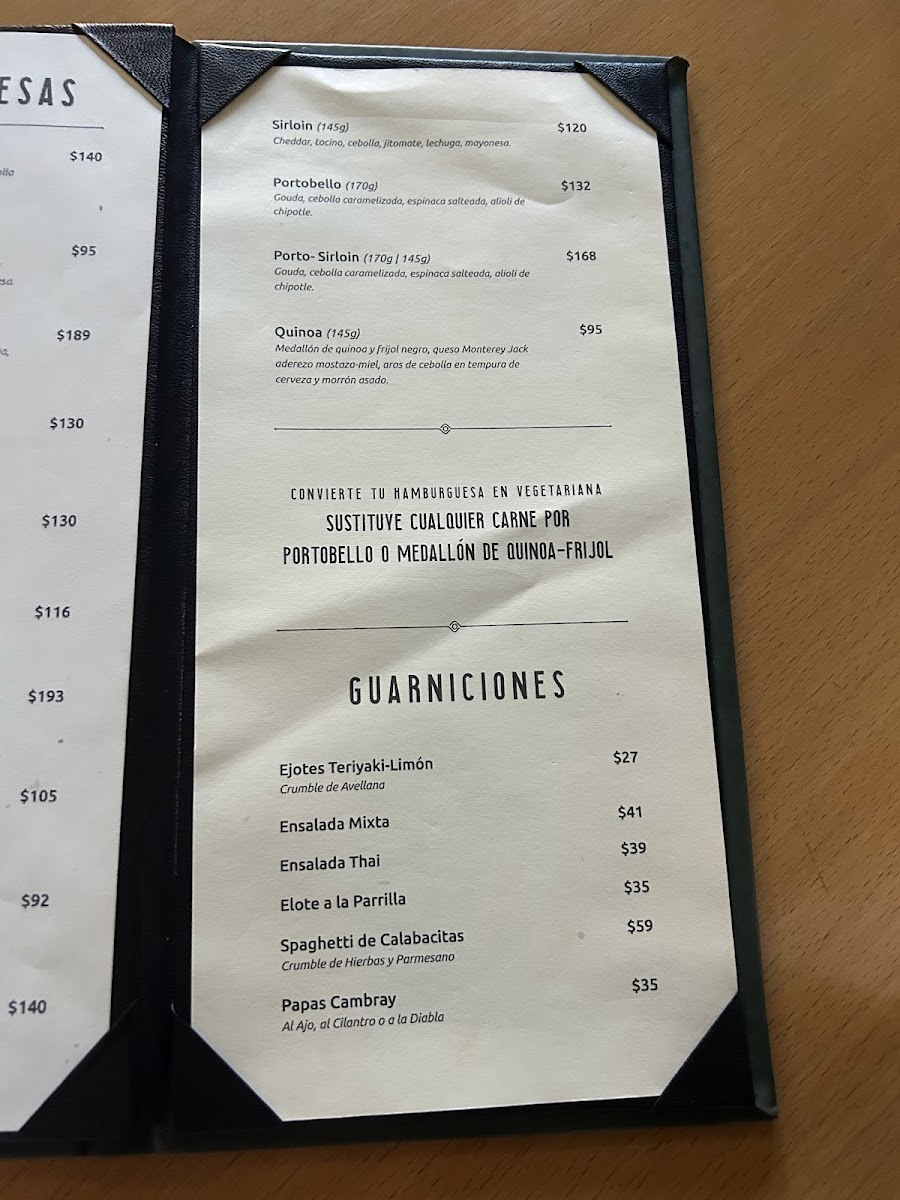 ESAS
$140
$95
$189
$130
$130
$116
$193
$105
$92
$140
Sirloin (145g) $120
Cheddar, tocino, cebolla, jitomate, lechuga, mayonesa.
Portobello (170g) $132
Gouda, cebolla caramelizada, espinaca salteada, alioli de
chipotle.
Porto- Sirloin (170g | 145g) $168
Gouda, cebolla caramelizada, espinaca salteada, alioli de
chipotle.
Quinoa (145g) $95
Medallón de quinoa y frijol negro, queso Monterey Jack
aderezo mostaza-miel, aros de cebolla en tempura de
cerveza y morrón asado.
CONVIERTE TU HAMBURGUESA EN VEGETARIANA
SUSTITUYE CUALQUIER CARNE POR
PORTOBELLO O MEDALLÓN DE QUINOA-FRIJOL
GUARNICIONES
Ejotes Teriyaki-Limón $27
Crumble de Avellana
Ensalada Mixta $41
Ensalada Thai $39
Elote a la Parrilla $35
Spaghetti de Calabacitas $59
Crumble de Hierbas y Parmesano
Papas Cambray $35
Al Ajo, al Cilantro o a la Diabla